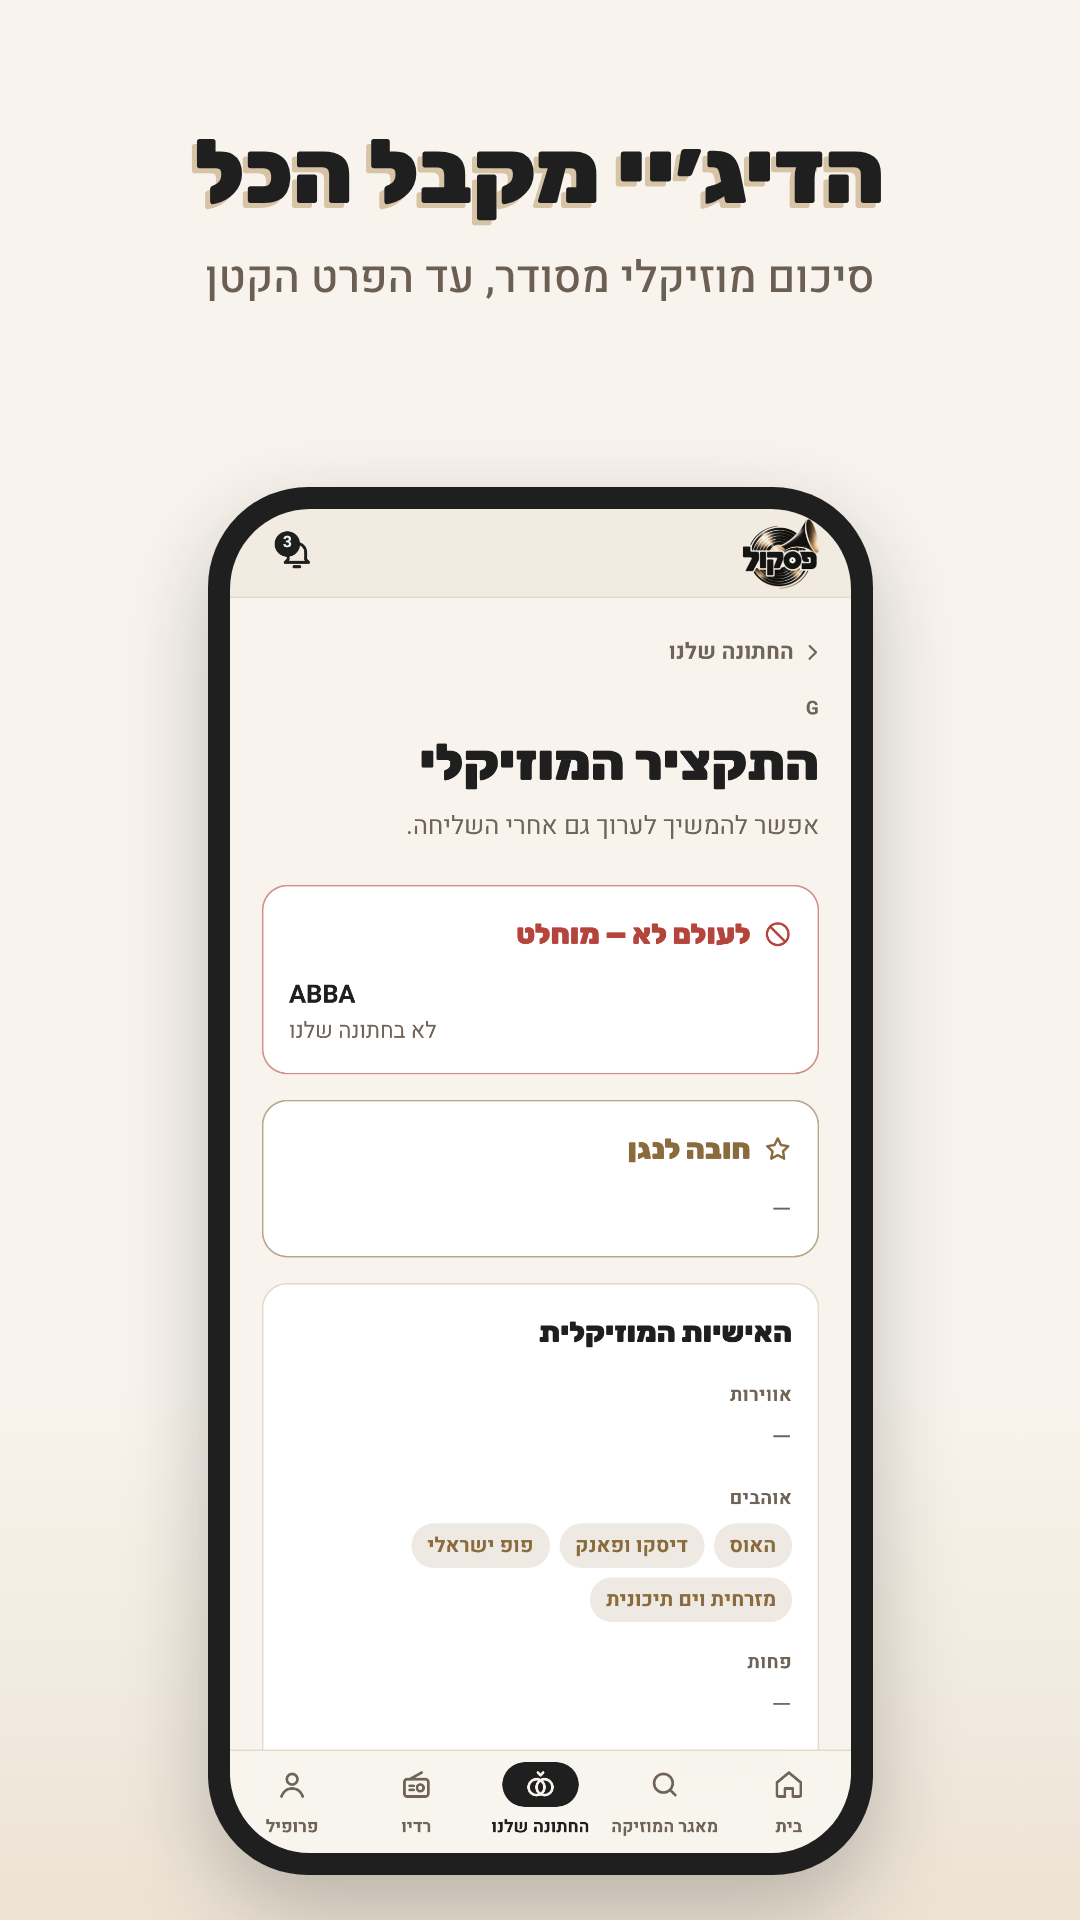 הדיג׳יי מקבל הכל
סיכום מוזיקלי מסודר, עד הפרט הקטן
פסקול
3
החתונה שלנו
G
התקציר המוזיקלי
אפשר להמשיך לערוך גם אחרי השליחה.
לעולם לא – מוחלט
ABBA
לא בחתונה שלנו
חובה לנגן
—
האישיות המוזיקלית
אווירות
—
אוהבים
האוס דיסקו ופאנק פופ ישראלי
מזרחית וים תיכונית
פחות
—
בית מאגר המוזיקה החתונה שלנו רדיו פרופיל